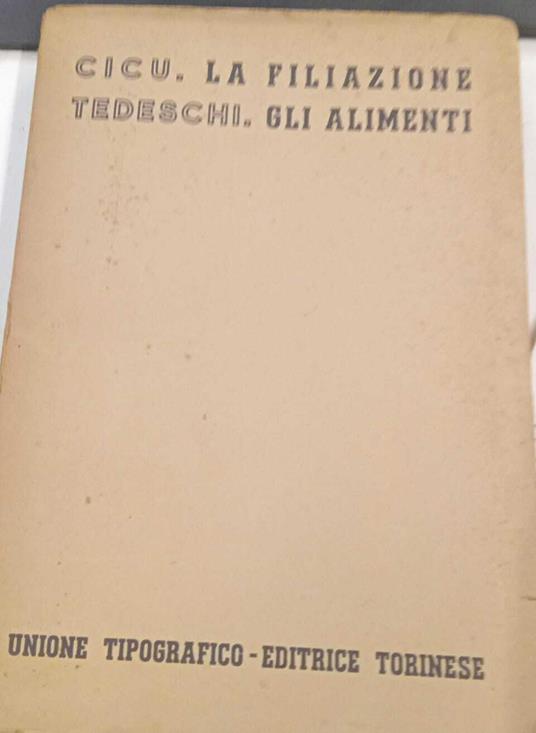 CICU. LA FILIAZIONE
TEDESCHI. GLI ALIMENTI
UNIONE TIPOGRAFICO-EDITRICE TORINESE